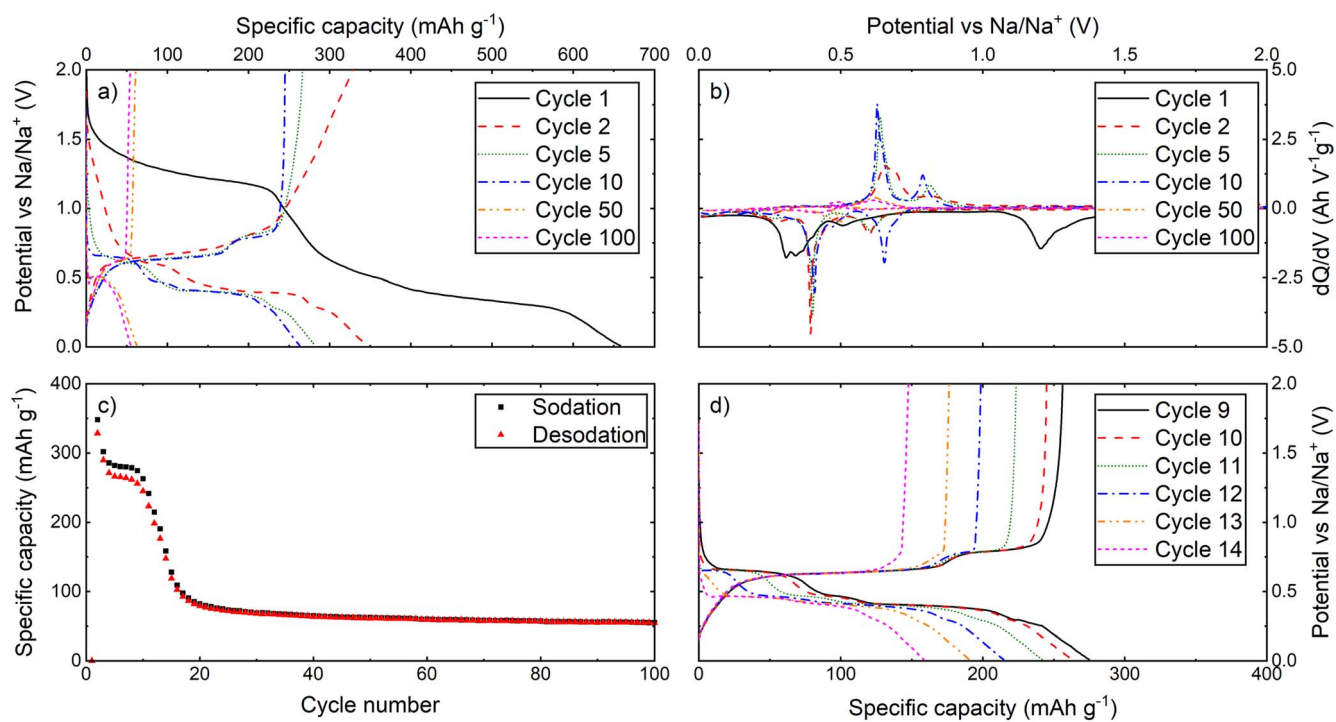 Specific capacity (mAh g⁻¹)
0 100 200 300 400 500 600 700
Potential vs Na/Na⁺ (V)
2.0
1.5
1.0
0.5
0.0
a)
Cycle 1
Cycle 2
Cycle 5
Cycle 10
Cycle 50
Cycle 100
Potential vs Na/Na⁺ (V)
0.0 0.5 1.0 1.5 2.0
b)
Cycle 1
Cycle 2
Cycle 5
Cycle 10
Cycle 50
Cycle 100
5.0
2.5
0.0
-2.5
-5.0
dQ/dV (Ah V⁻¹g⁻¹)
Specific capacity (mAh g⁻¹)
400
300
200
100
0
c)
Sodation
Desodation
0 20 40 60 80 100
Cycle number
d)
Cycle 9
Cycle 10
Cycle 11
Cycle 12
Cycle 13
Cycle 14
2.0
1.5
1.0
0.5
0.0
Potential vs Na/Na⁺ (V)
0 100 200 300 400
Specific capacity (mAh g⁻¹)